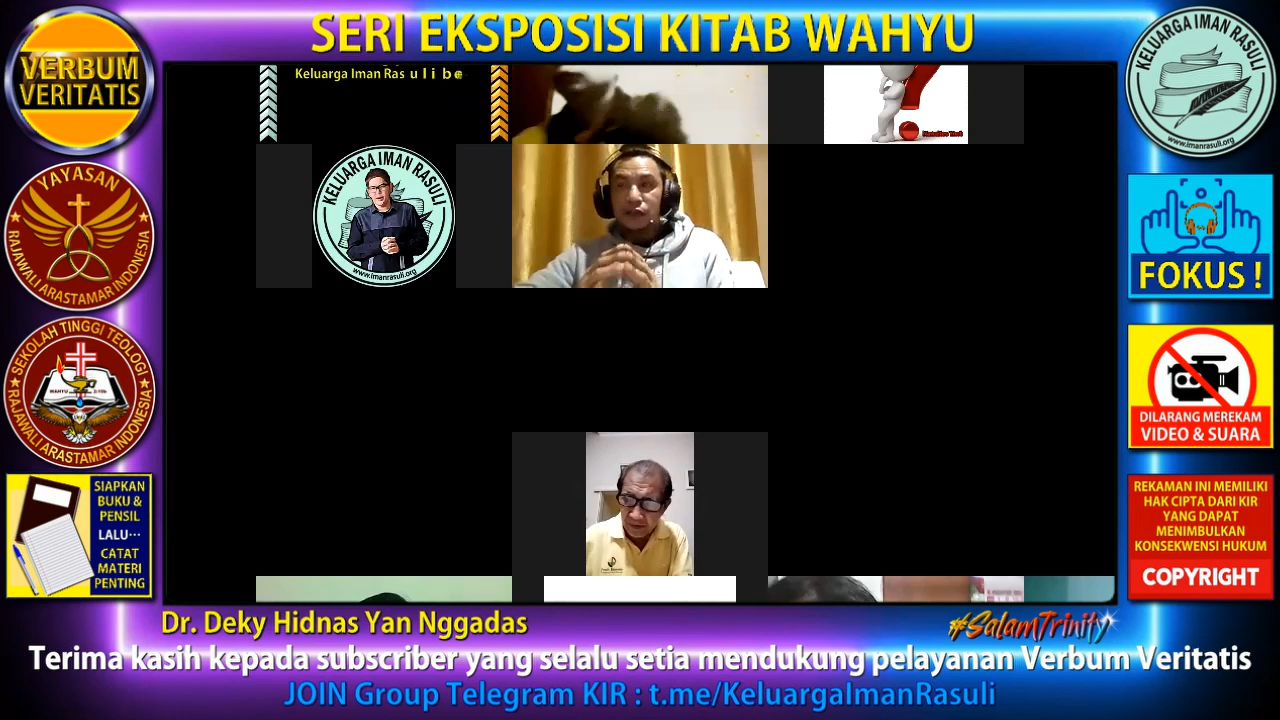 SERI EKSPOSISI KITAB WAHYU
VERBUM
VERITATIS
Keluarga Iman Rasulibe
KELUARGA IMAN RASULI
www.imanrasuli.org
YAYASAN
RAJAWALI ARASTAMAR INDONESIA
KELUARGA IMAN RASULI
www.imanrasuli.org
FOKUS !
SEKOLAH TINGGI TEOLOGI
RAJAWALI ARASTAMAR INDONESIA
DILARANG MEREKAM
VIDEO & SUARA
SIAPKAN
BUKU &
PENSIL
LALU...
CATAT
MATERI
PENTING
REKAMAN INI MEMILIKI
HAK CIPTA DARI KIR
YANG DAPAT
MENIMBULKAN
KONSEKWENSI HUKUM
COPYRIGHT
Dr. Deky Hidnas Yan Nggadas
#SalamTrinity
Terima kasih kepada subscriber yang selalu setia mendukung pelayanan Verbum Veritatis
JOIN Group Telegram KIR : t.me/KeluargaImanRasuli